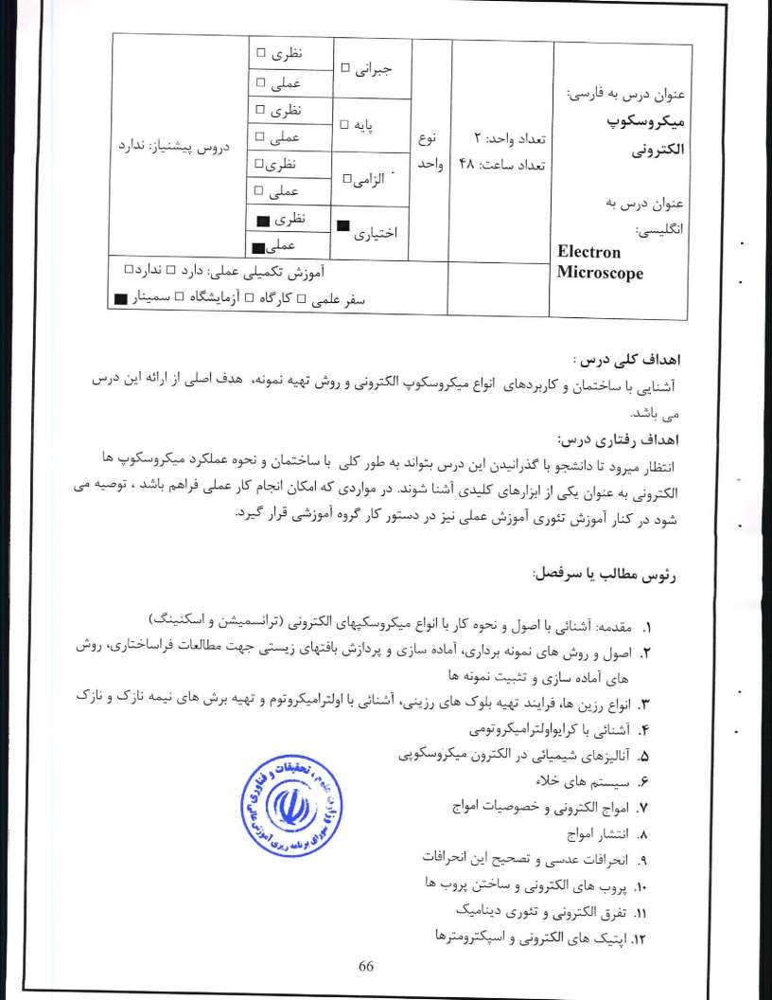 عنوان درس به فارسی:
میکروسکوپ
الکترونی
عنوان درس به
انگلیسی:
Electron
Microscope
تعداد واحد: ۲
تعداد ساعت: ۴۸
نوع
واحد
جبرانی □
نظری □
عملی □
پایه □
نظری □
عملی □
الزامی□
نظری□
عملی □
اختیاری ■
نظری ■
عملی■
دروس پیشنیاز: ندارد
آموزش تکمیلی عملی: دارد □ ندارد□
سفر علمی □ کارگاه □ آزمایشگاه □ سمینار ■
اهداف کلی درس :
آشنایی با ساختمان و کاربردهای انواع میکروسکوپ الکترونی و روش تهیه نمونه، هدف اصلی از ارائه این درس
می باشد.
اهداف رفتاری درس:
انتظار میرود تا دانشجو با گذرانیدن این درس بتواند به طور کلی با ساختمان و نحوه عملکرد میکروسکوپ ها
الکترونی به عنوان یکی از ابزارهای کلیدی آشنا شوند. در مواردی که امکان انجام کار عملی فراهم باشد ، توصیه می
شود در کنار آموزش تئوری آموزش عملی نیز در دستور کار گروه آموزشی قرار گیرد.
رئوس مطالب یا سرفصل:
۱. مقدمه: آشنائی با اصول و نحوه کار با انواع میکروسکپهای الکترونی (ترانسمیشن و اسکنینگ)
۲. اصول و روش های نمونه برداری، آماده سازی و پردازش بافتهای زیستی جهت مطالعات فراساختاری، روش
های آماده سازی و تثبیت نمونه ها
۳. انواع رزین ها، فرایند تهیه بلوک های رزینی، آشنائی با اولترامیکروتوم و تهیه برش های نیمه نازک و نازک
۴. آشنائی با کرایواولترامیکروتومی
۵. آنالیزهای شیمیائی در الکترون میکروسکوپی
۶. سیستم های خلاء
۷. امواج الکترونی و خصوصیات امواج
۸. انتشار امواج
۹. انحرافات عدسی و تصحیح این انحرافات
۱۰. پروب های الکترونی و ساختن پروب ها
۱۱. تفرق الکترونی و تئوری دینامیک
۱۲. اپتیک های الکترونی و اسپکترومترها
وزارت علوم، تحقیقات و فناوری
شورای برنامه ریزی آموزش عالی
66